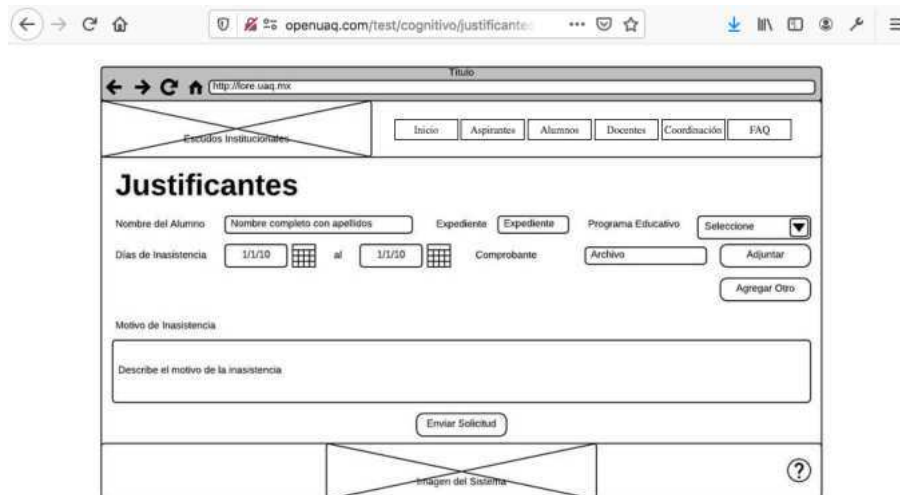 openuaq.com/test/cognitivo/justificantes
Título
http://lore.uaq.mx
Escudos Institucionales
Inicio Aspirantes Alumnos Docentes Coordinación FAQ
Justificantes
Nombre del Alumno Nombre completo con apellidos Expediente Expediente Programa Educativo Seleccione
Días de Inasistencia 1/1/10 al 1/1/10 Comprobante Archivo Adjuntar
Agregar Otro
Motivo de Inasistencia
Describe el motivo de la inasistencia
Enviar Solicitud
Imagen del Sistema
?